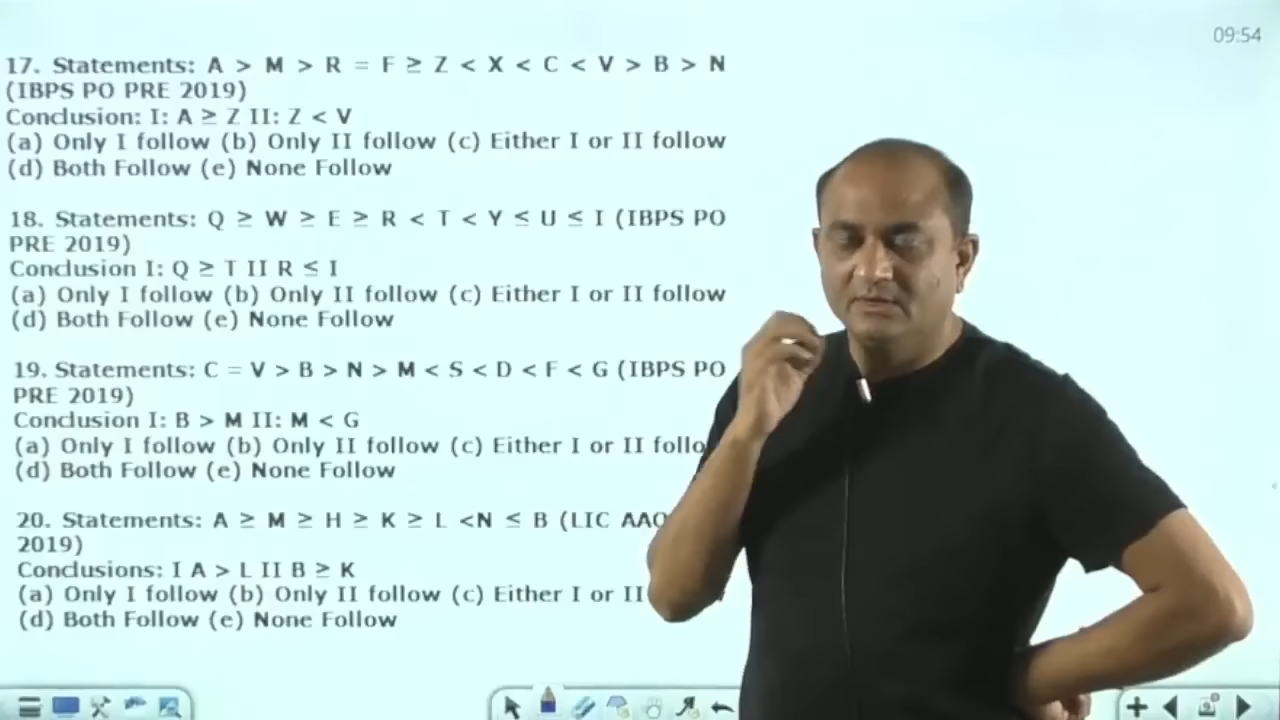 09:54
17. Statements: A > M > R = F ≥ Z < X < C < V > B > N
(IBPS PO PRE 2019)
Conclusion: I: A ≥ Z II: Z < V
(a) Only I follow (b) Only II follow (c) Either I or II follow
(d) Both Follow (e) None Follow
18. Statements: Q ≥ W ≥ E ≥ R < T < Y ≤ U ≤ I (IBPS PO
PRE 2019)
Conclusion I: Q ≥ T II R ≤ I
(a) Only I follow (b) Only II follow (c) Either I or II follow
(d) Both Follow (e) None Follow
19. Statements: C = V > B > N > M < S < D < F < G (IBPS PO
PRE 2019)
Conclusion I: B > M II: M < G
(a) Only I follow (b) Only II follow (c) Either I or II follo
(d) Both Follow (e) None Follow
20. Statements: A ≥ M ≥ H ≥ K ≥ L <N ≤ B (LIC AAO
2019)
Conclusions: I A > L II B ≥ K
(a) Only I follow (b) Only II follow (c) Either I or II
(d) Both Follow (e) None Follow